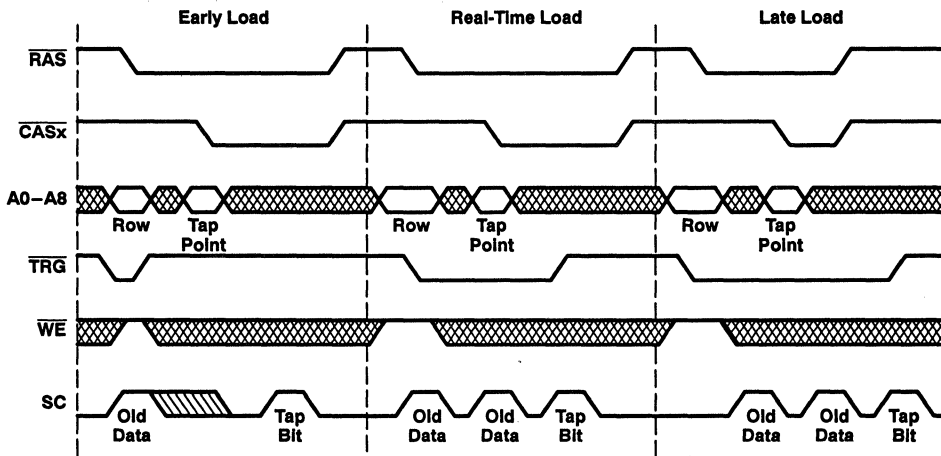 Early Load
Real-Time Load
Late Load
RAS
CASx
A0–A8
Row
Tap
Point
Row
Tap
Point
Row
Tap
Point
TRG
WE
SC
Old
Data
Tap
Bit
Old
Data
Old
Data
Tap
Bit
Old
Data
Old
Data
Tap
Bit